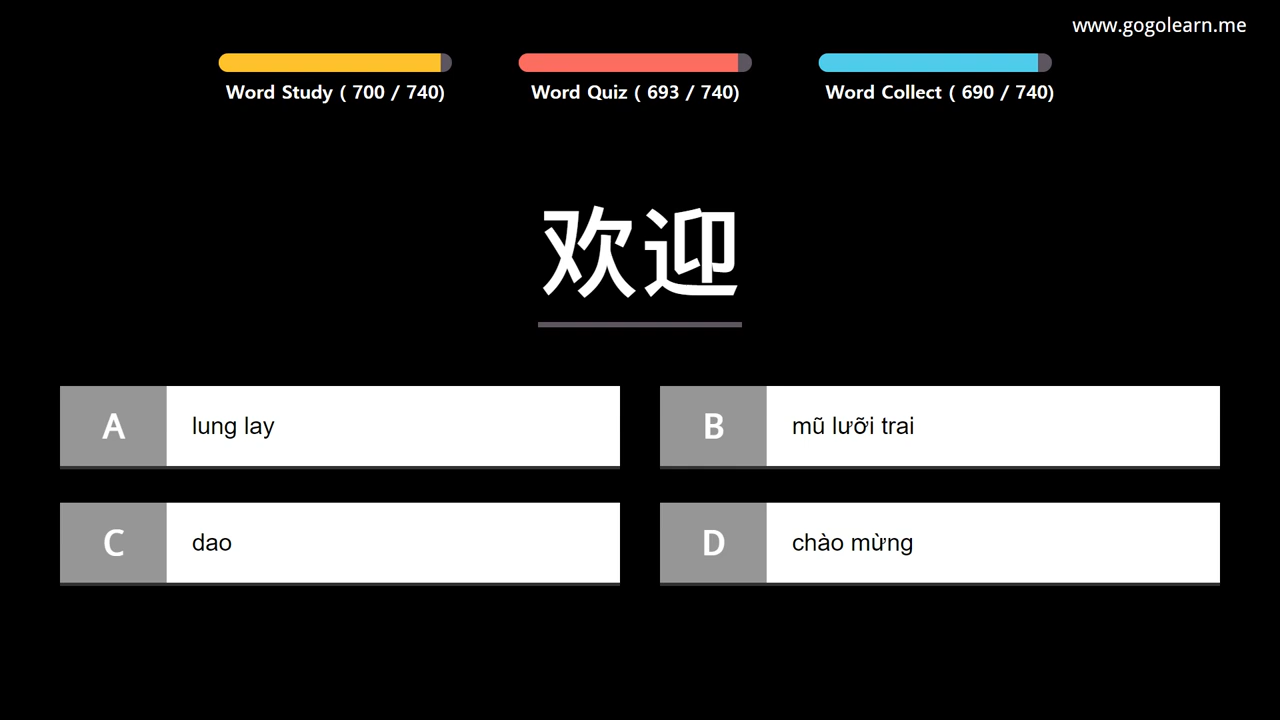 www.gogolearn.me
Word Study ( 700 / 740)
Word Quiz ( 693 / 740)
Word Collect ( 690 / 740)
欢迎
A
lung lay
B
mũ lưỡi trai
C
dao
D
chào mừng